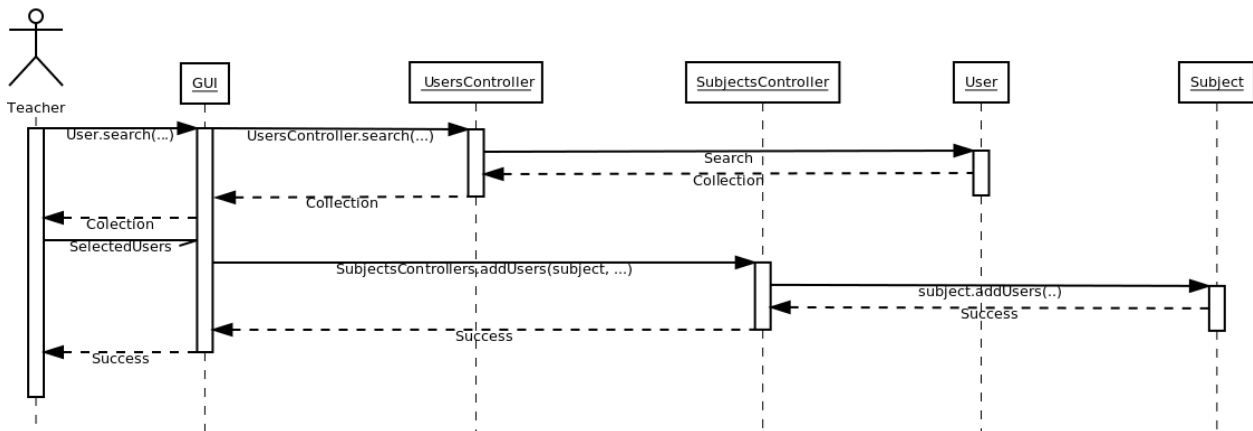 Teacher
GUI
UsersController
SubjectsController
User
Subject
User.search(...)
UsersController.search(...)
Search
Collection
Collection
Colection
SelectedUsers
SubjectsControllers.addUsers(subject, ...)
subject.addUsers(..)
Success
Success
Success